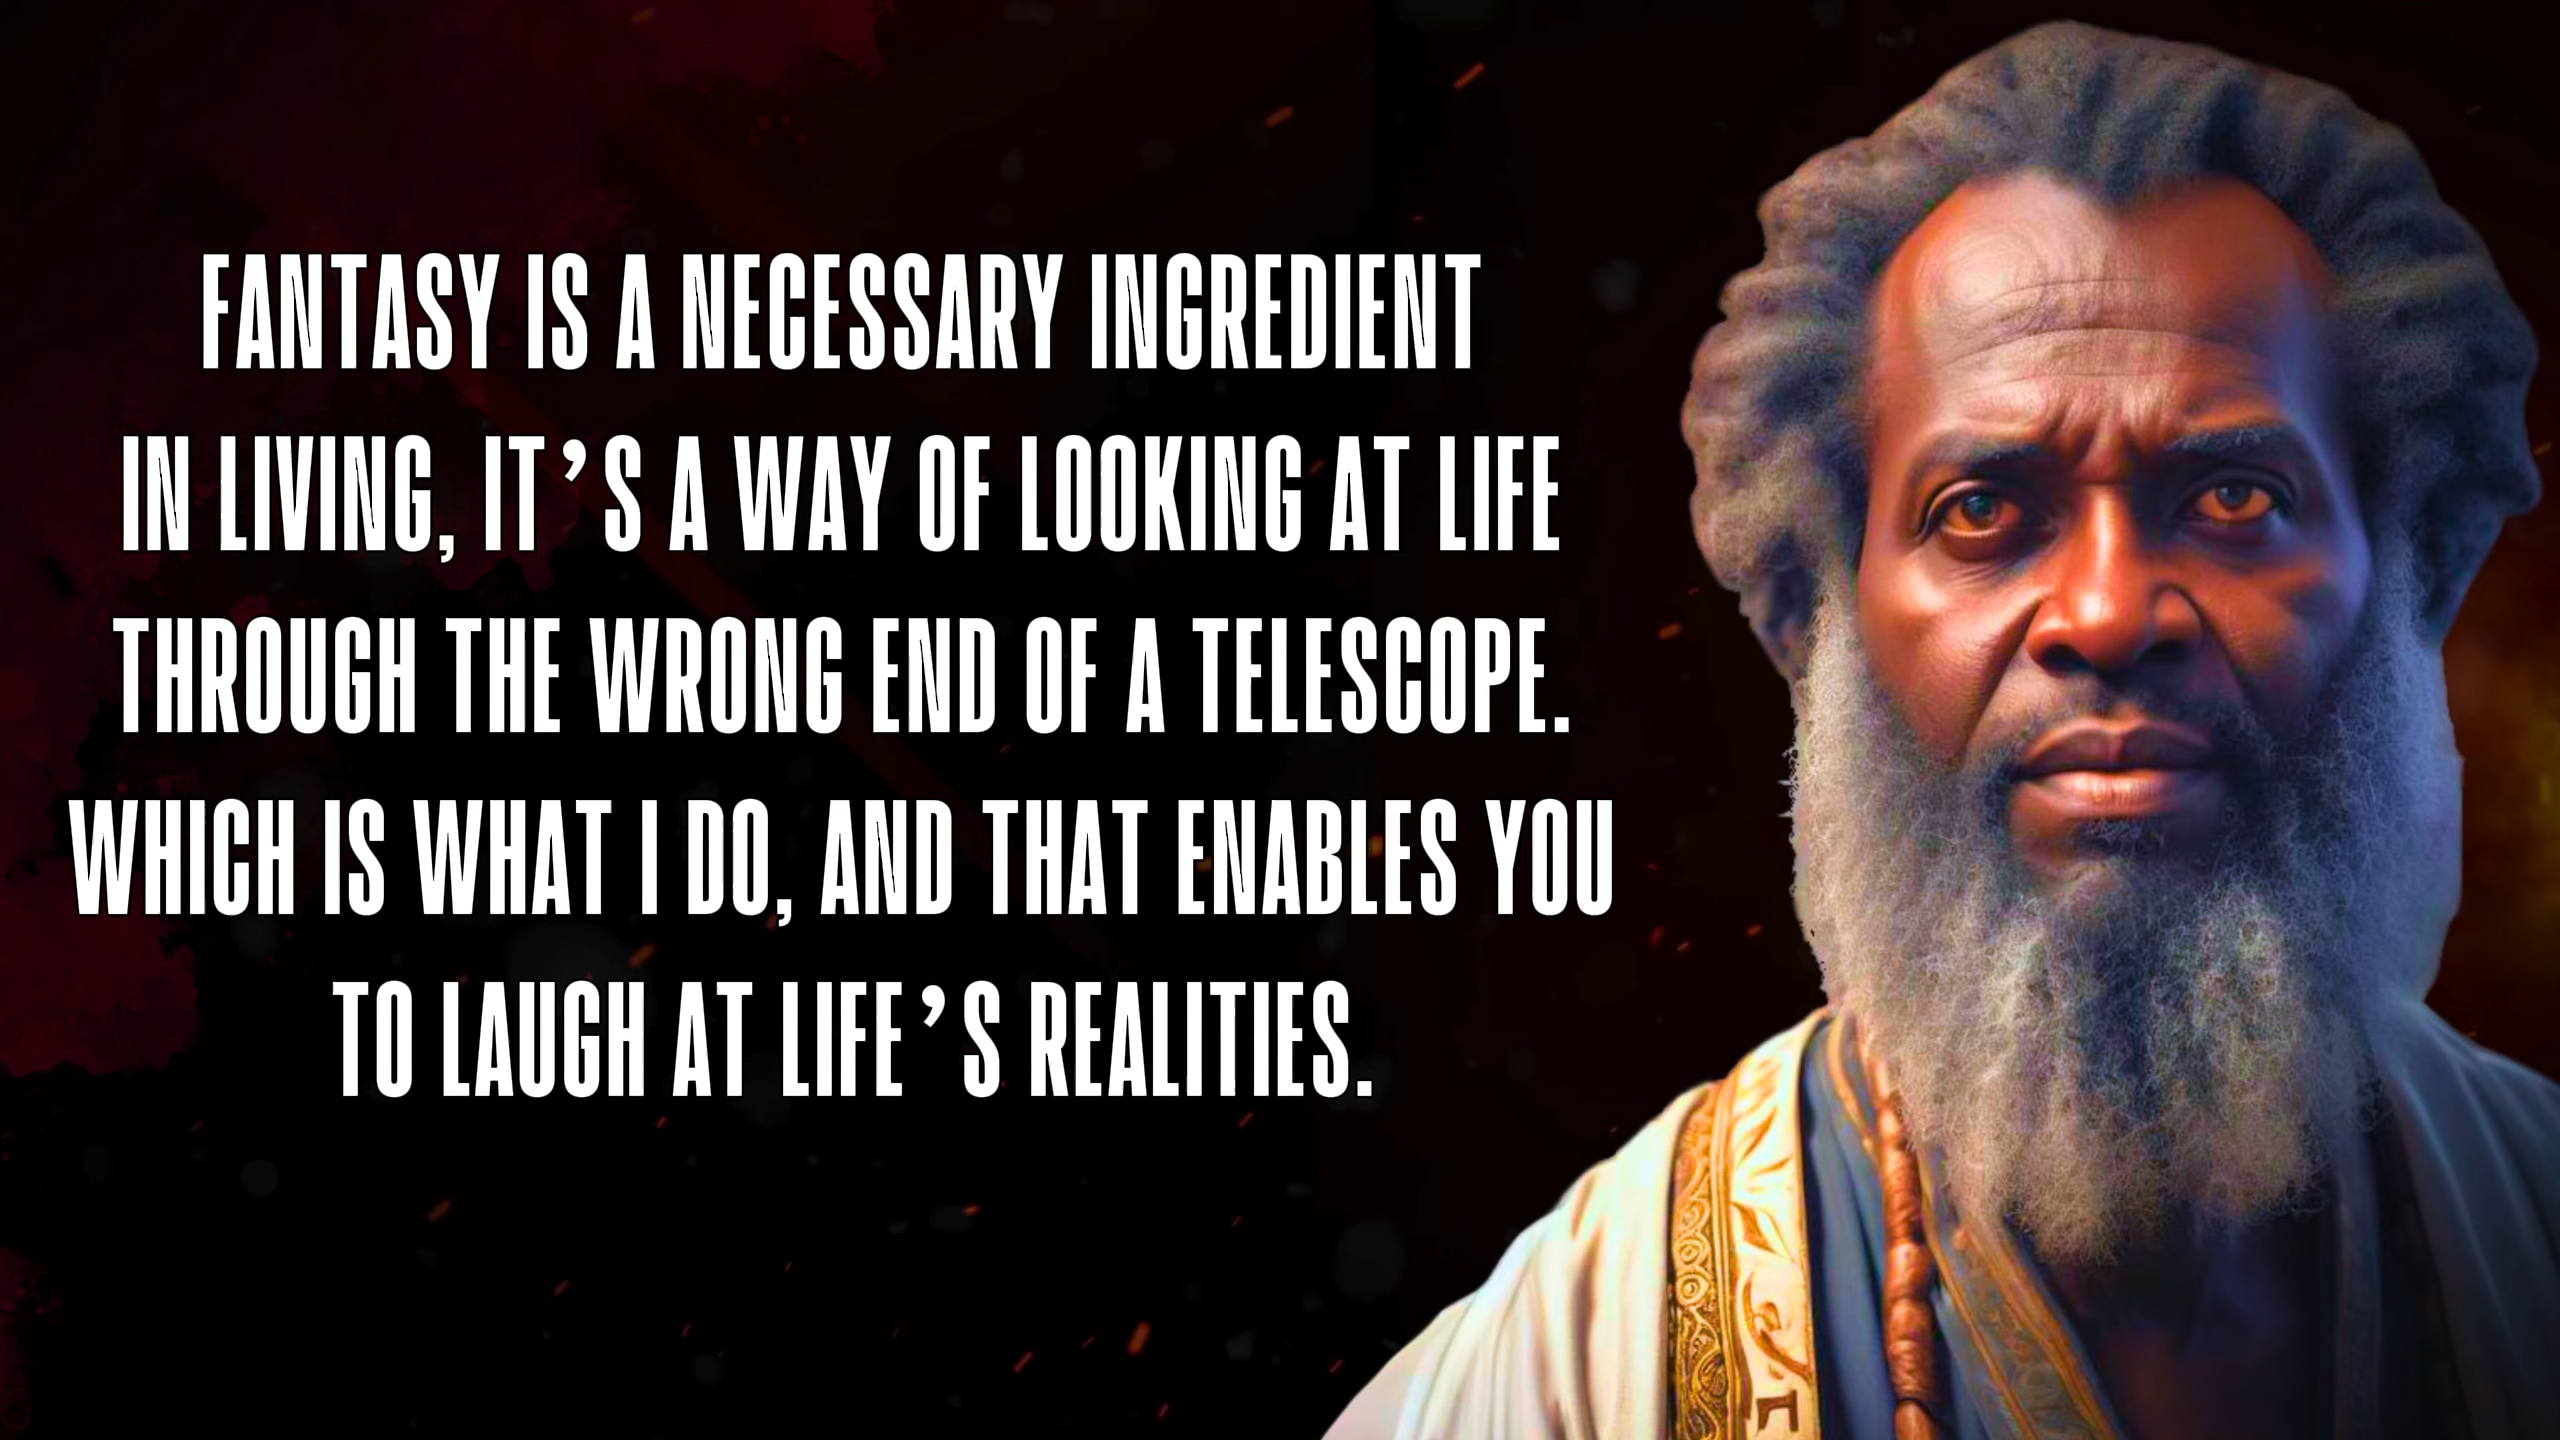 FANTASY IS A NECESSARY INGREDIENT
IN LIVING, IT’S A WAY OF LOOKING AT LIFE
THROUGH THE WRONG END OF A TELESCOPE.
WHICH IS WHAT I DO, AND THAT ENABLES YOU
TO LAUGH AT LIFE’S REALITIES.